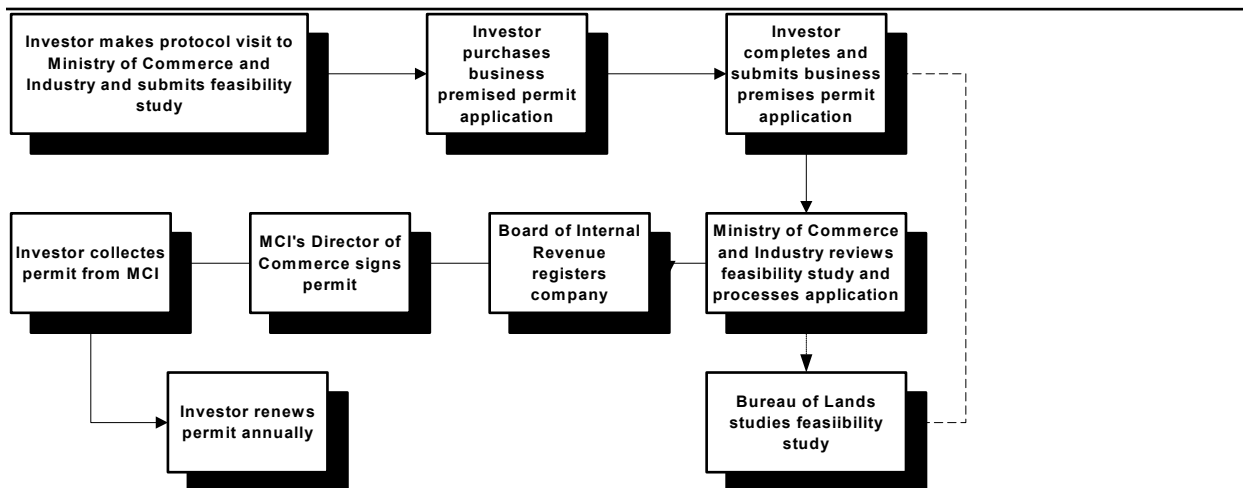 Investor makes protocol visit to
Ministry of Commerce and
Industry and submits feasibility
study
Investor
purchases
business
premised permit
application
Investor
completes and
submits business
premises permit
application
Investor collectes
permit from MCI
MCI's Director of
Commerce signs
permit
Board of Internal
Revenue
registers
company
Ministry of Commerce
and Industry reviews
feasibility study and
processes application
Investor renews
permit annually
Bureau of Lands
studies feasiibility
study